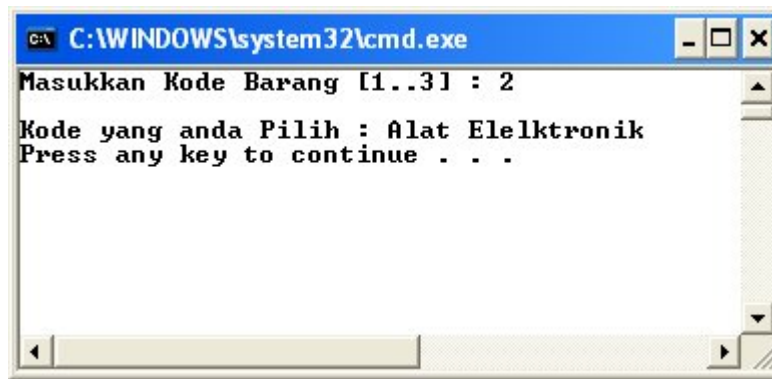 C:\WINDOWS\system32\cmd.exe
Masukkan Kode Barang [1..3] : 2
Kode yang anda Pilih : Alat Elelktronik
Press any key to continue . . .